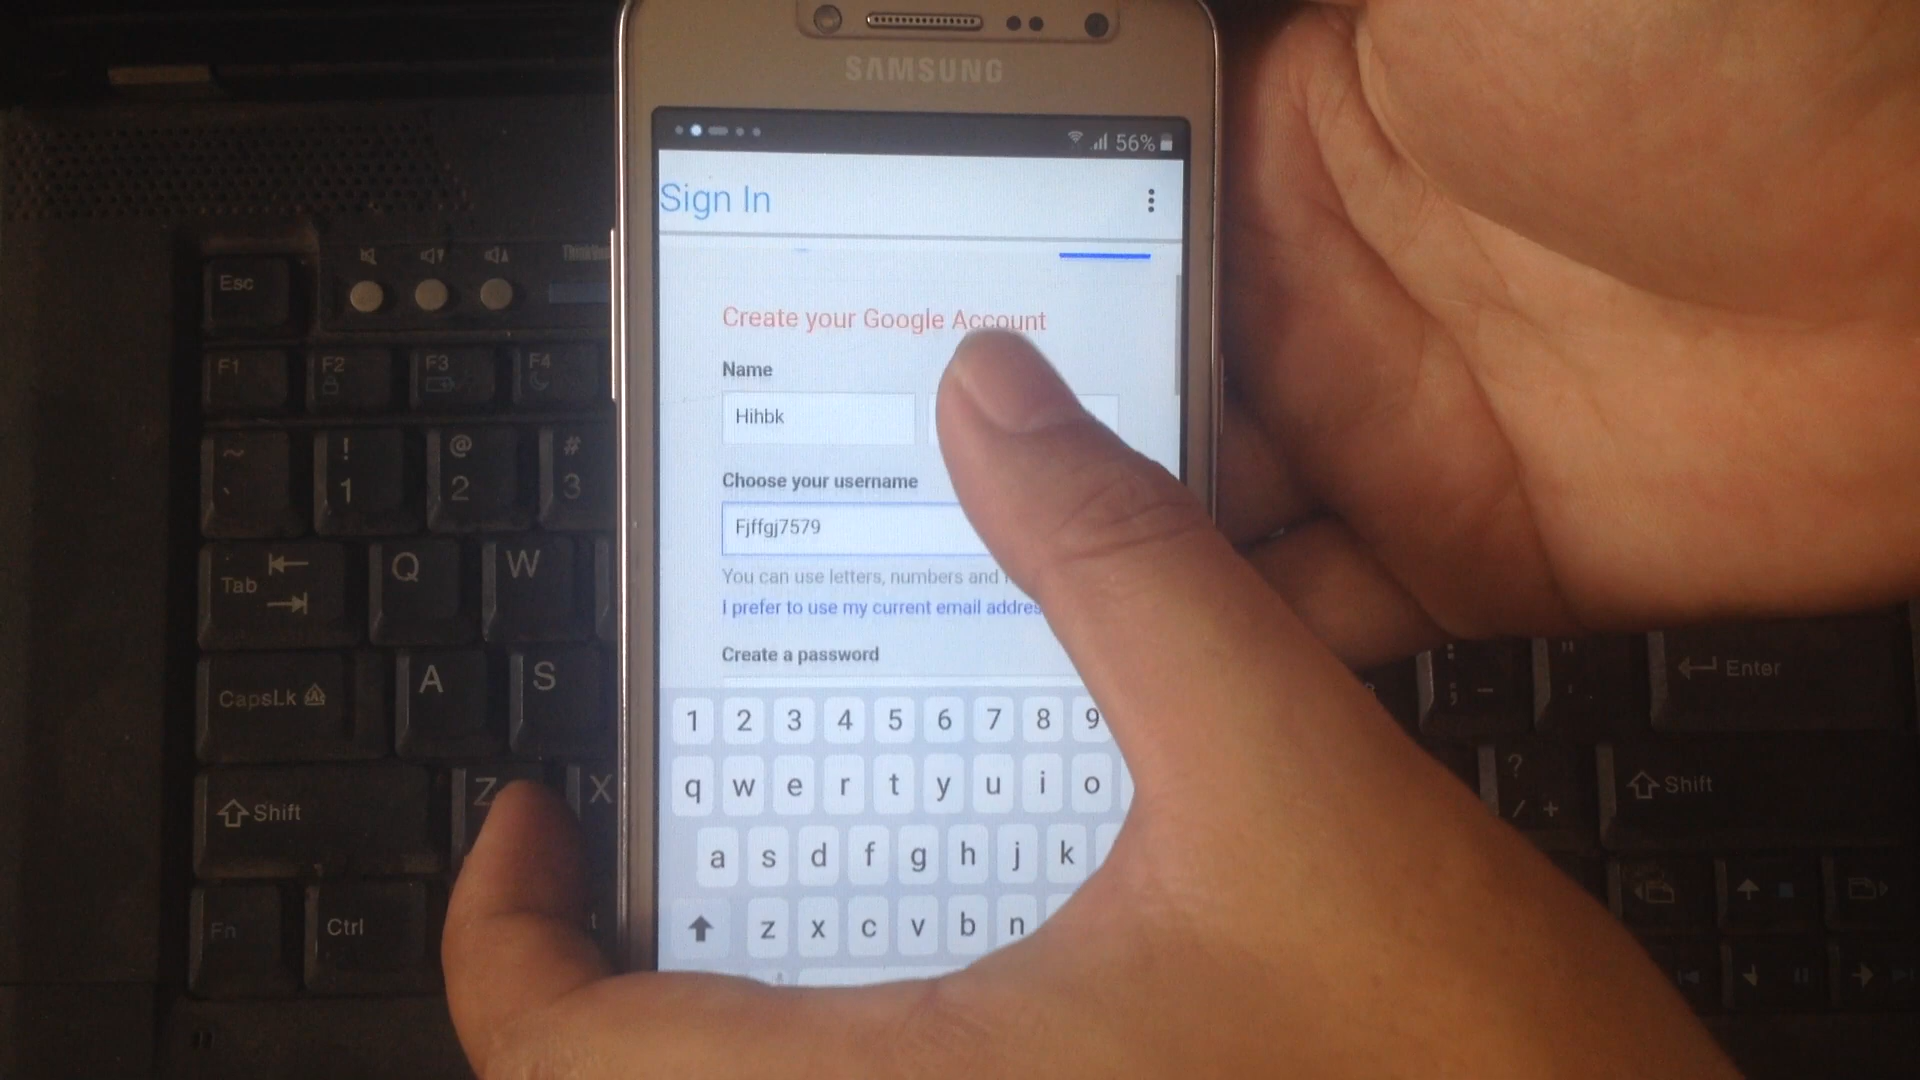 SAMSUNG
56%
Sign In
Create your Google Account
Name
Hihbk
Choose your username
Fjffgj7579
You can use letters, numbers and
I prefer to use my current email
Create a password
1 2 3 4 5 6 7 8 9
q w e r t y u i o
a s d f g h j k
z x c v b n
Esc
F1 F2 F3 F4
~ ! @ #
` 1 2 3
Tab Q W
CapsLk A S
Shift Z X
Fn Ctrl
Enter
?
/ +
Shift